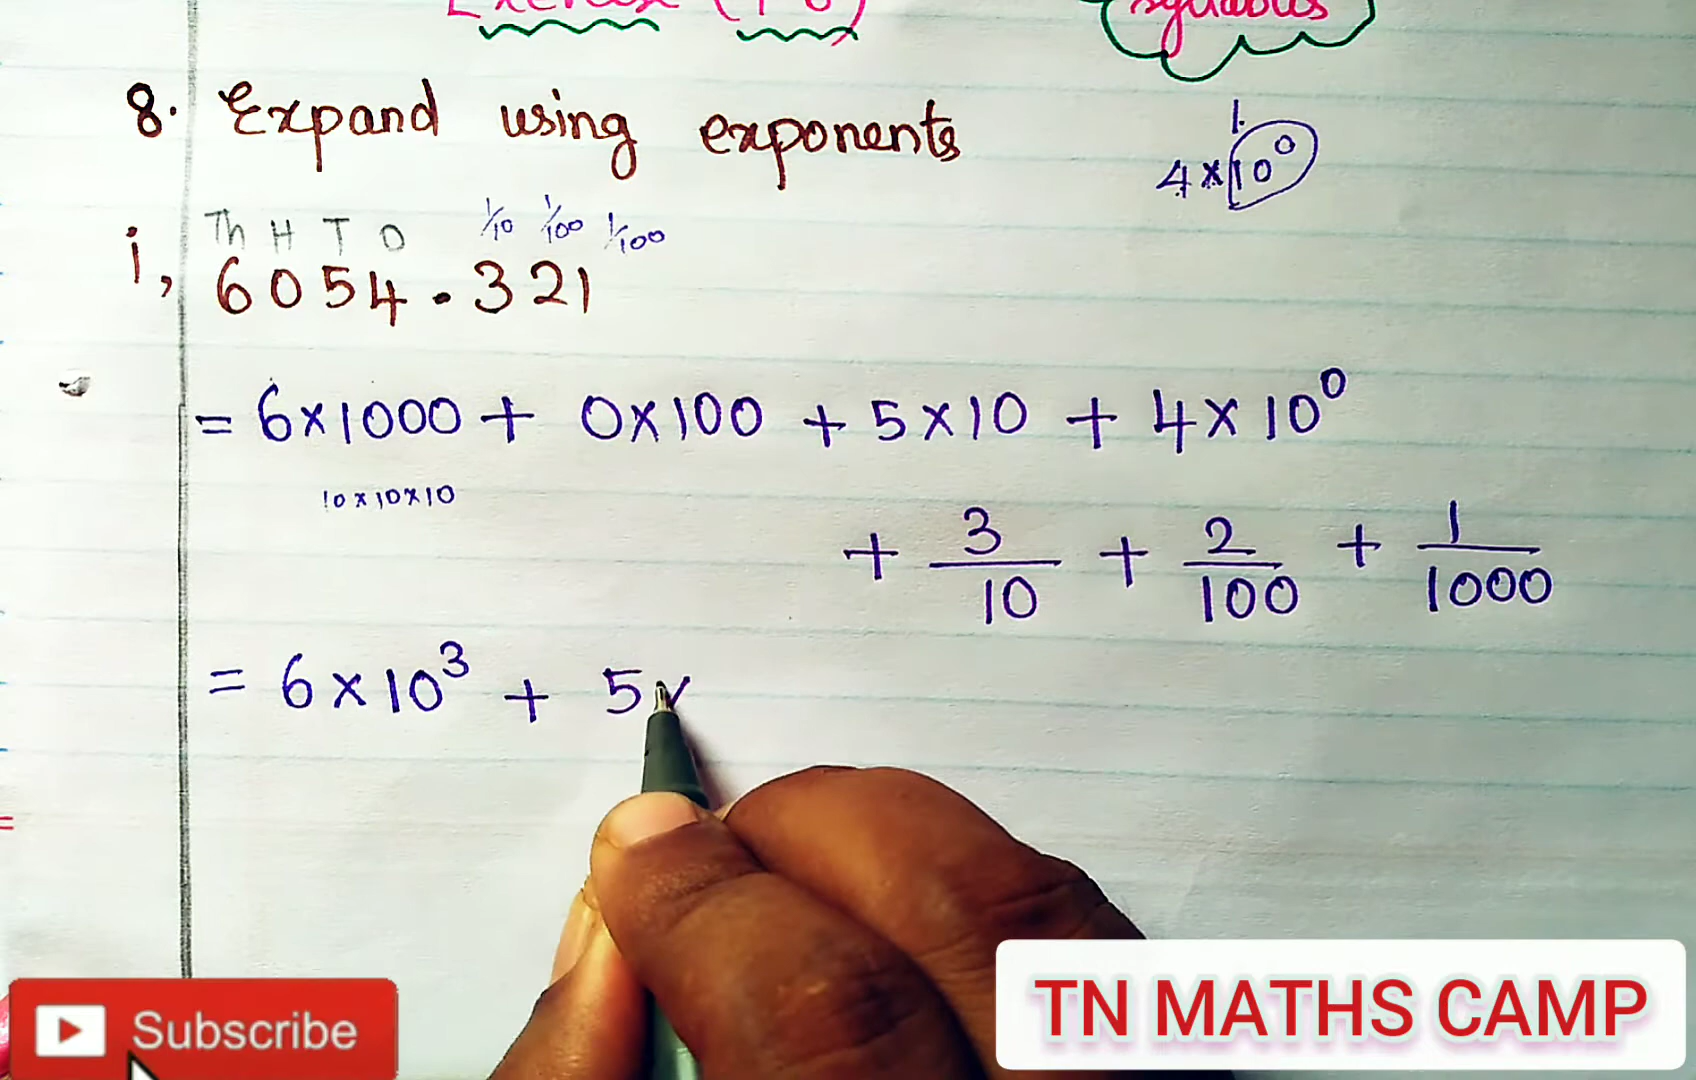 8. Expand using exponents
1
4×10⁰
Th H T O 1/10 1/100 1/100
i, 6054.321
= 6×1000 + 0×100 + 5×10 + 4×10⁰
10×10×10
+ 3/10 + 2/100 + 1/1000
= 6×10³ + 5×
Subscribe
TN MATHS CAMP